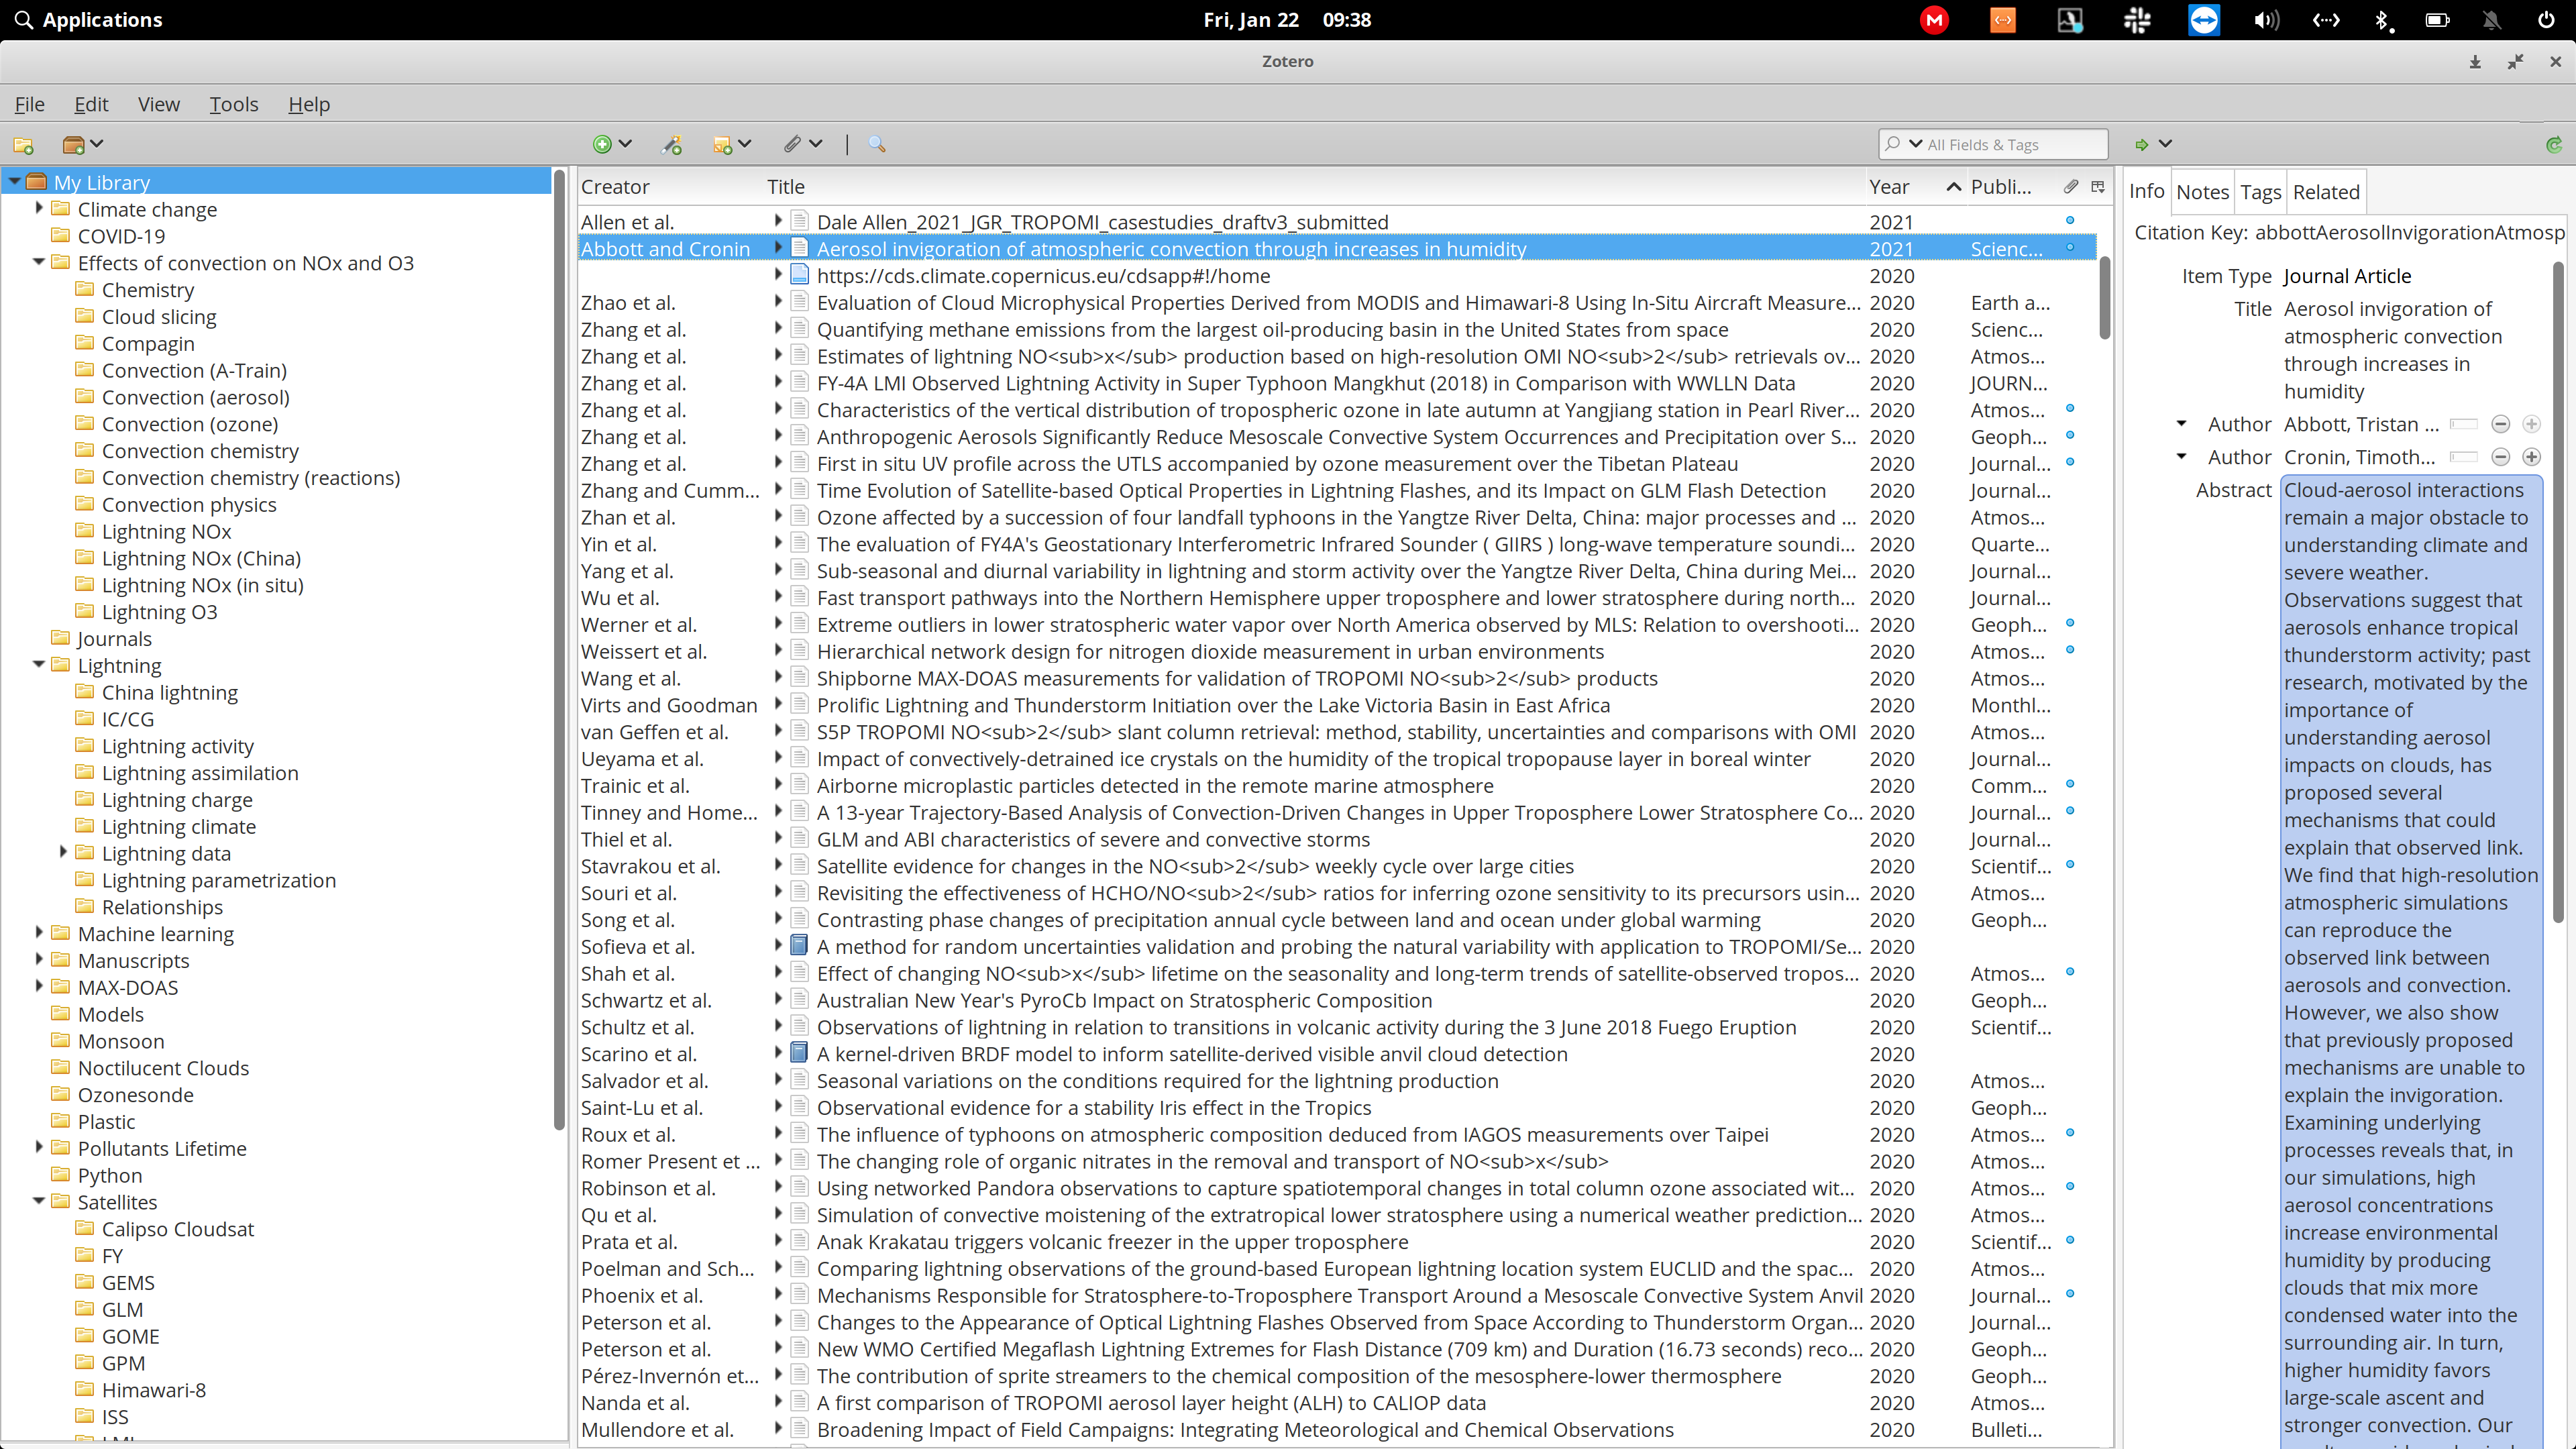 Applications
Fri, Jan 22 09:38
Zotero
File Edit View Tools Help
All Fields & Tags
My Library
Climate change
COVID-19
Effects of convection on NOx and O3
Chemistry
Cloud slicing
Compagin
Convection (A-Train)
Convection (aerosol)
Convection (ozone)
Convection chemistry
Convection chemistry (reactions)
Convection physics
Lightning NOx
Lightning NOx (China)
Lightning NOx (in situ)
Lightning O3
Journals
Lightning
China lightning
IC/CG
Lightning activity
Lightning assimilation
Lightning charge
Lightning climate
Lightning data
Lightning parametrization
Relationships
Machine learning
Manuscripts
MAX-DOAS
Models
Monsoon
Noctilucent Clouds
Ozonesonde
Plastic
Pollutants Lifetime
Python
Satellites
Calipso Cloudsat
FY
GEMS
GLM
GOME
GPM
Himawari-8
ISS
Creator Title Year Publi...
Allen et al. Dale Allen_2021_JGR_TROPOMI_casestudies_draftv3_submitted 2021
Abbott and Cronin Aerosol invigoration of atmospheric convection through increases in humidity 2021 Scienc...
https://cds.climate.copernicus.eu/cdsapp#!/home 2020
Zhao et al. Evaluation of Cloud Microphysical Properties Derived from MODIS and Himawari-8 Using In-Situ Aircraft Measure... 2020 Earth a...
Zhang et al. Quantifying methane emissions from the largest oil-producing basin in the United States from space 2020 Scienc...
Zhang et al. Estimates of lightning NO<sub>x</sub> production based on high-resolution OMI NO<sub>2</sub> retrievals ov... 2020 Atmos...
Zhang et al. FY-4A LMI Observed Lightning Activity in Super Typhoon Mangkhut (2018) in Comparison with WWLLN Data 2020 JOURN...
Zhang et al. Characteristics of the vertical distribution of tropospheric ozone in late autumn at Yangjiang station in Pearl River... 2020 Atmos...
Zhang et al. Anthropogenic Aerosols Significantly Reduce Mesoscale Convective System Occurrences and Precipitation over S... 2020 Geoph...
Zhang et al. First in situ UV profile across the UTLS accompanied by ozone measurement over the Tibetan Plateau 2020 Journal...
Zhang and Cumm... Time Evolution of Satellite-based Optical Properties in Lightning Flashes, and its Impact on GLM Flash Detection 2020 Journal...
Zhan et al. Ozone affected by a succession of four landfall typhoons in the Yangtze River Delta, China: major processes and ... 2020 Atmos...
Yin et al. The evaluation of FY4A's Geostationary Interferometric Infrared Sounder ( GIIRS ) long-wave temperature soundi... 2020 Quarte...
Yang et al. Sub-seasonal and diurnal variability in lightning and storm activity over the Yangtze River Delta, China during Mei... 2020 Journal...
Wu et al. Fast transport pathways into the Northern Hemisphere upper troposphere and lower stratosphere during north... 2020 Journal...
Werner et al. Extreme outliers in lower stratospheric water vapor over North America observed by MLS: Relation to overshooti... 2020 Geoph...
Weissert et al. Hierarchical network design for nitrogen dioxide measurement in urban environments 2020 Atmos...
Wang et al. Shipborne MAX-DOAS measurements for validation of TROPOMI NO<sub>2</sub> products 2020 Atmos...
Virts and Goodman Prolific Lightning and Thunderstorm Initiation over the Lake Victoria Basin in East Africa 2020 Monthl...
van Geffen et al. S5P TROPOMI NO<sub>2</sub> slant column retrieval: method, stability, uncertainties and comparisons with OMI 2020 Atmos...
Ueyama et al. Impact of convectively-detrained ice crystals on the humidity of the tropical tropopause layer in boreal winter 2020 Journal...
Trainic et al. Airborne microplastic particles detected in the remote marine atmosphere 2020 Comm...
Tinney and Home... A 13-year Trajectory-Based Analysis of Convection-Driven Changes in Upper Troposphere Lower Stratosphere Co... 2020 Journal...
Thiel et al. GLM and ABI characteristics of severe and convective storms 2020 Journal...
Stavrakou et al. Satellite evidence for changes in the NO<sub>2</sub> weekly cycle over large cities 2020 Scientif...
Souri et al. Revisiting the effectiveness of HCHO/NO<sub>2</sub> ratios for inferring ozone sensitivity to its precursors usin... 2020 Atmos...
Song et al. Contrasting phase changes of precipitation annual cycle between land and ocean under global warming 2020 Geoph...
Sofieva et al. A method for random uncertainties validation and probing the natural variability with application to TROPOMI/Se... 2020
Shah et al. Effect of changing NO<sub>x</sub> lifetime on the seasonality and long-term trends of satellite-observed tropos... 2020 Atmos...
Schwartz et al. Australian New Year's PyroCb Impact on Stratospheric Composition 2020 Geoph...
Schultz et al. Observations of lightning in relation to transitions in volcanic activity during the 3 June 2018 Fuego Eruption 2020 Scientif...
Scarino et al. A kernel-driven BRDF model to inform satellite-derived visible anvil cloud detection 2020
Salvador et al. Seasonal variations on the conditions required for the lightning production 2020 Atmos...
Saint-Lu et al. Observational evidence for a stability Iris effect in the Tropics 2020 Geoph...
Roux et al. The influence of typhoons on atmospheric composition deduced from IAGOS measurements over Taipei 2020 Atmos...
Romer Present et ... The changing role of organic nitrates in the removal and transport of NO<sub>x</sub> 2020 Atmos...
Robinson et al. Using networked Pandora observations to capture spatiotemporal changes in total column ozone associated wit... 2020 Atmos...
Qu et al. Simulation of convective moistening of the extratropical lower stratosphere using a numerical weather prediction... 2020 Atmos...
Prata et al. Anak Krakatau triggers volcanic freezer in the upper troposphere 2020 Scientif...
Poelman and Sch... Comparing lightning observations of the ground-based European lightning location system EUCLID and the spac... 2020 Atmos...
Phoenix et al. Mechanisms Responsible for Stratosphere-to-Troposphere Transport Around a Mesoscale Convective System Anvil 2020 Journal...
Peterson et al. Changes to the Appearance of Optical Lightning Flashes Observed from Space According to Thunderstorm Organ... 2020 Journal...
Peterson et al. New WMO Certified Megaflash Lightning Extremes for Flash Distance (709 km) and Duration (16.73 seconds) reco... 2020 Geoph...
Pérez-Invernón et... The contribution of sprite streamers to the chemical composition of the mesosphere-lower thermosphere 2020 Geoph...
Nanda et al. A first comparison of TROPOMI aerosol layer height (ALH) to CALIOP data 2020 Atmos...
Mullendore et al. Broadening Impact of Field Campaigns: Integrating Meteorological and Chemical Observations 2020 Bulleti...
Info Notes Tags Related
Citation Key: abbottAerosolInvigorationAtmosp
Item Type Journal Article
Title Aerosol invigoration of
atmospheric convection
through increases in
humidity
Author Abbott, Tristan ...
Author Cronin, Timoth...
Abstract Cloud-aerosol interactions
remain a major obstacle to
understanding climate and
severe weather.
Observations suggest that
aerosols enhance tropical
thunderstorm activity; past
research, motivated by the
importance of
understanding aerosol
impacts on clouds, has
proposed several
mechanisms that could
explain that observed link.
We find that high-resolution
atmospheric simulations
can reproduce the
observed link between
aerosols and convection.
However, we also show
that previously proposed
mechanisms are unable to
explain the invigoration.
Examining underlying
processes reveals that, in
our simulations, high
aerosol concentrations
increase environmental
humidity by producing
clouds that mix more
condensed water into the
surrounding air. In turn,
higher humidity favors
large-scale ascent and
stronger convection. Our